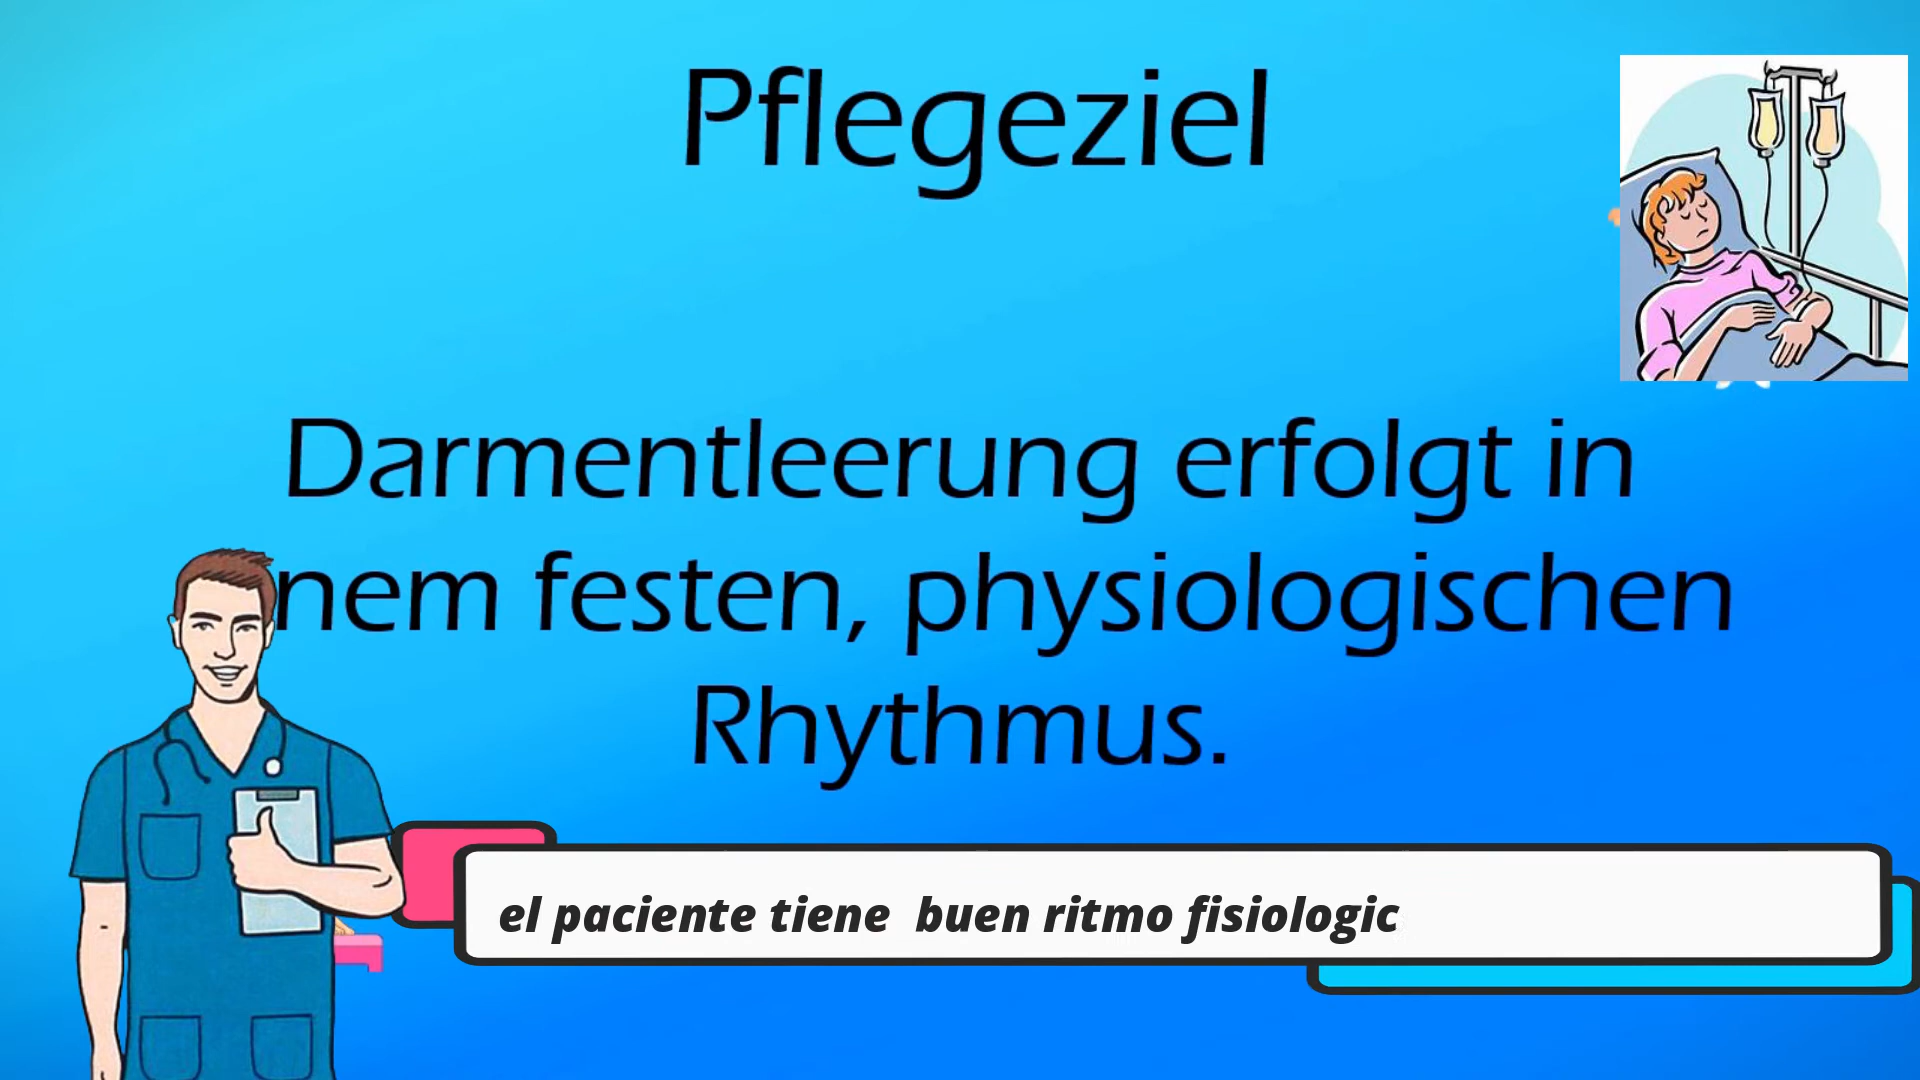 Pflegeziel
Darmentleerung erfolgt in
nem festen, physiologischen
Rhythmus.
el paciente tiene buen ritmo fisiologic